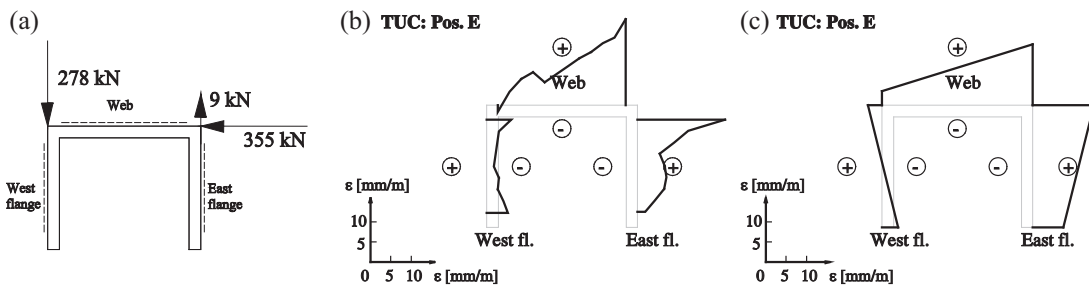 (a)
278 kN
Web
9 kN
355 kN
West
flange
East
flange
(b) TUC: Pos. E
+
Web
-
+
-
-
+
ε [mm/m]
10
5
0 5 10 ε [mm/m]
West fl.
East fl.
(c) TUC: Pos. E
+
Web
-
+
-
-
+
ε [mm/m]
10
5
0 5 10 ε [mm/m]
West fl.
East fl.